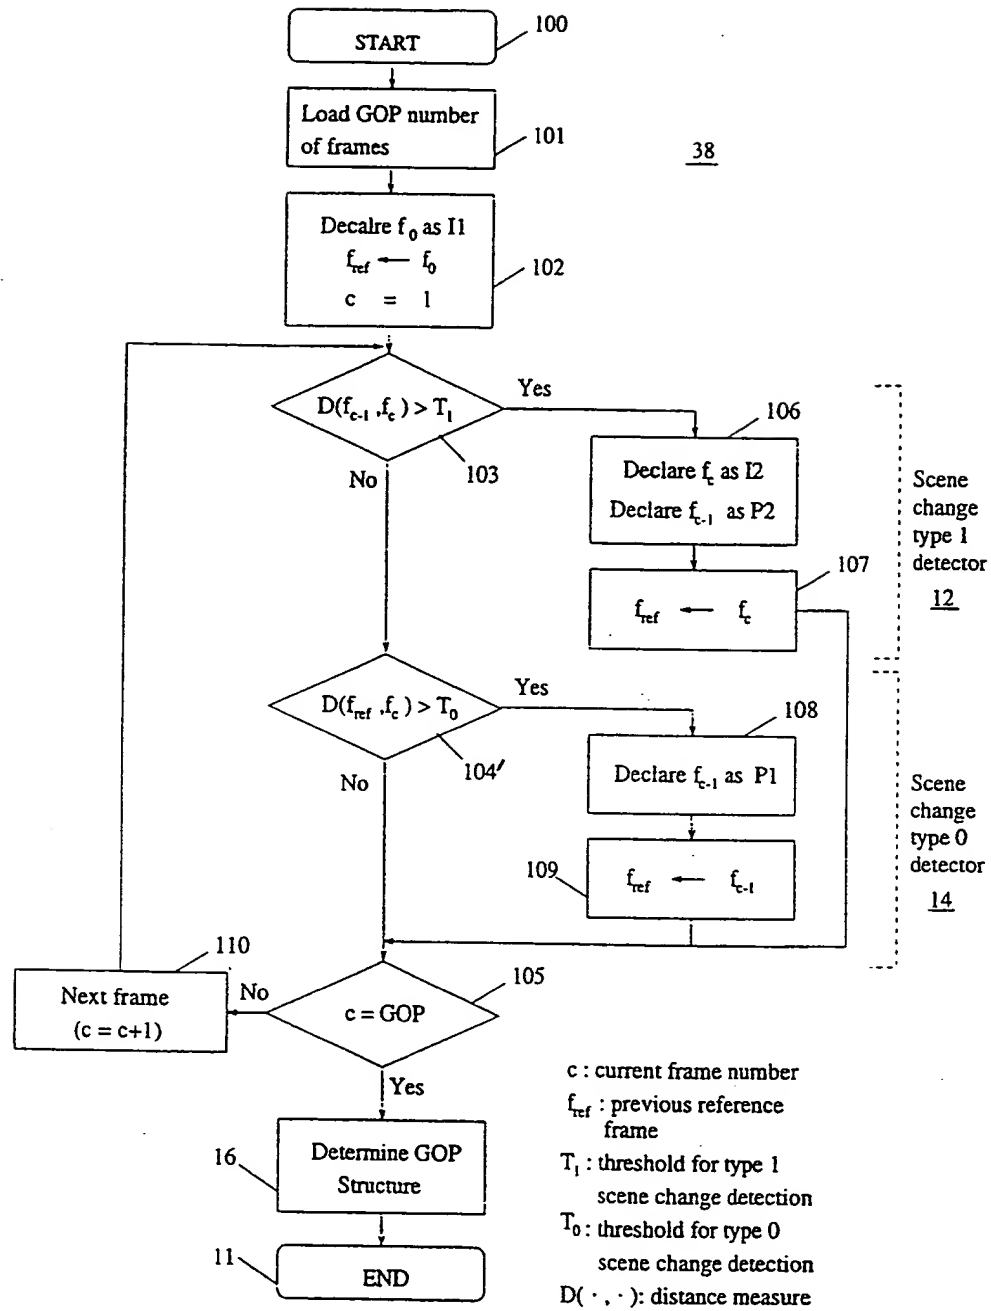 START
100
Load GOP number
of frames
101
38
Decalre f0 as I1
fref ← f0
c = 1
102
D(fc-1 ,fc) > T1
Yes
103
No
106
Declare fc as I2
Declare fc-1 as P2
107
fref ← fc
Scene
change
type 1
detector
12
D(fref ,fc) > T0
Yes
104'
No
108
Declare fc-1 as P1
109
fref ← fc-1
Scene
change
type 0
detector
14
110
Next frame
(c = c+1)
No
c = GOP
105
Yes
16
Determine GOP
Structure
11
END
c : current frame number
fref : previous reference
frame
T1 : threshold for type 1
scene change detection
T0 : threshold for type 0
scene change detection
D( · , · ): distance measure